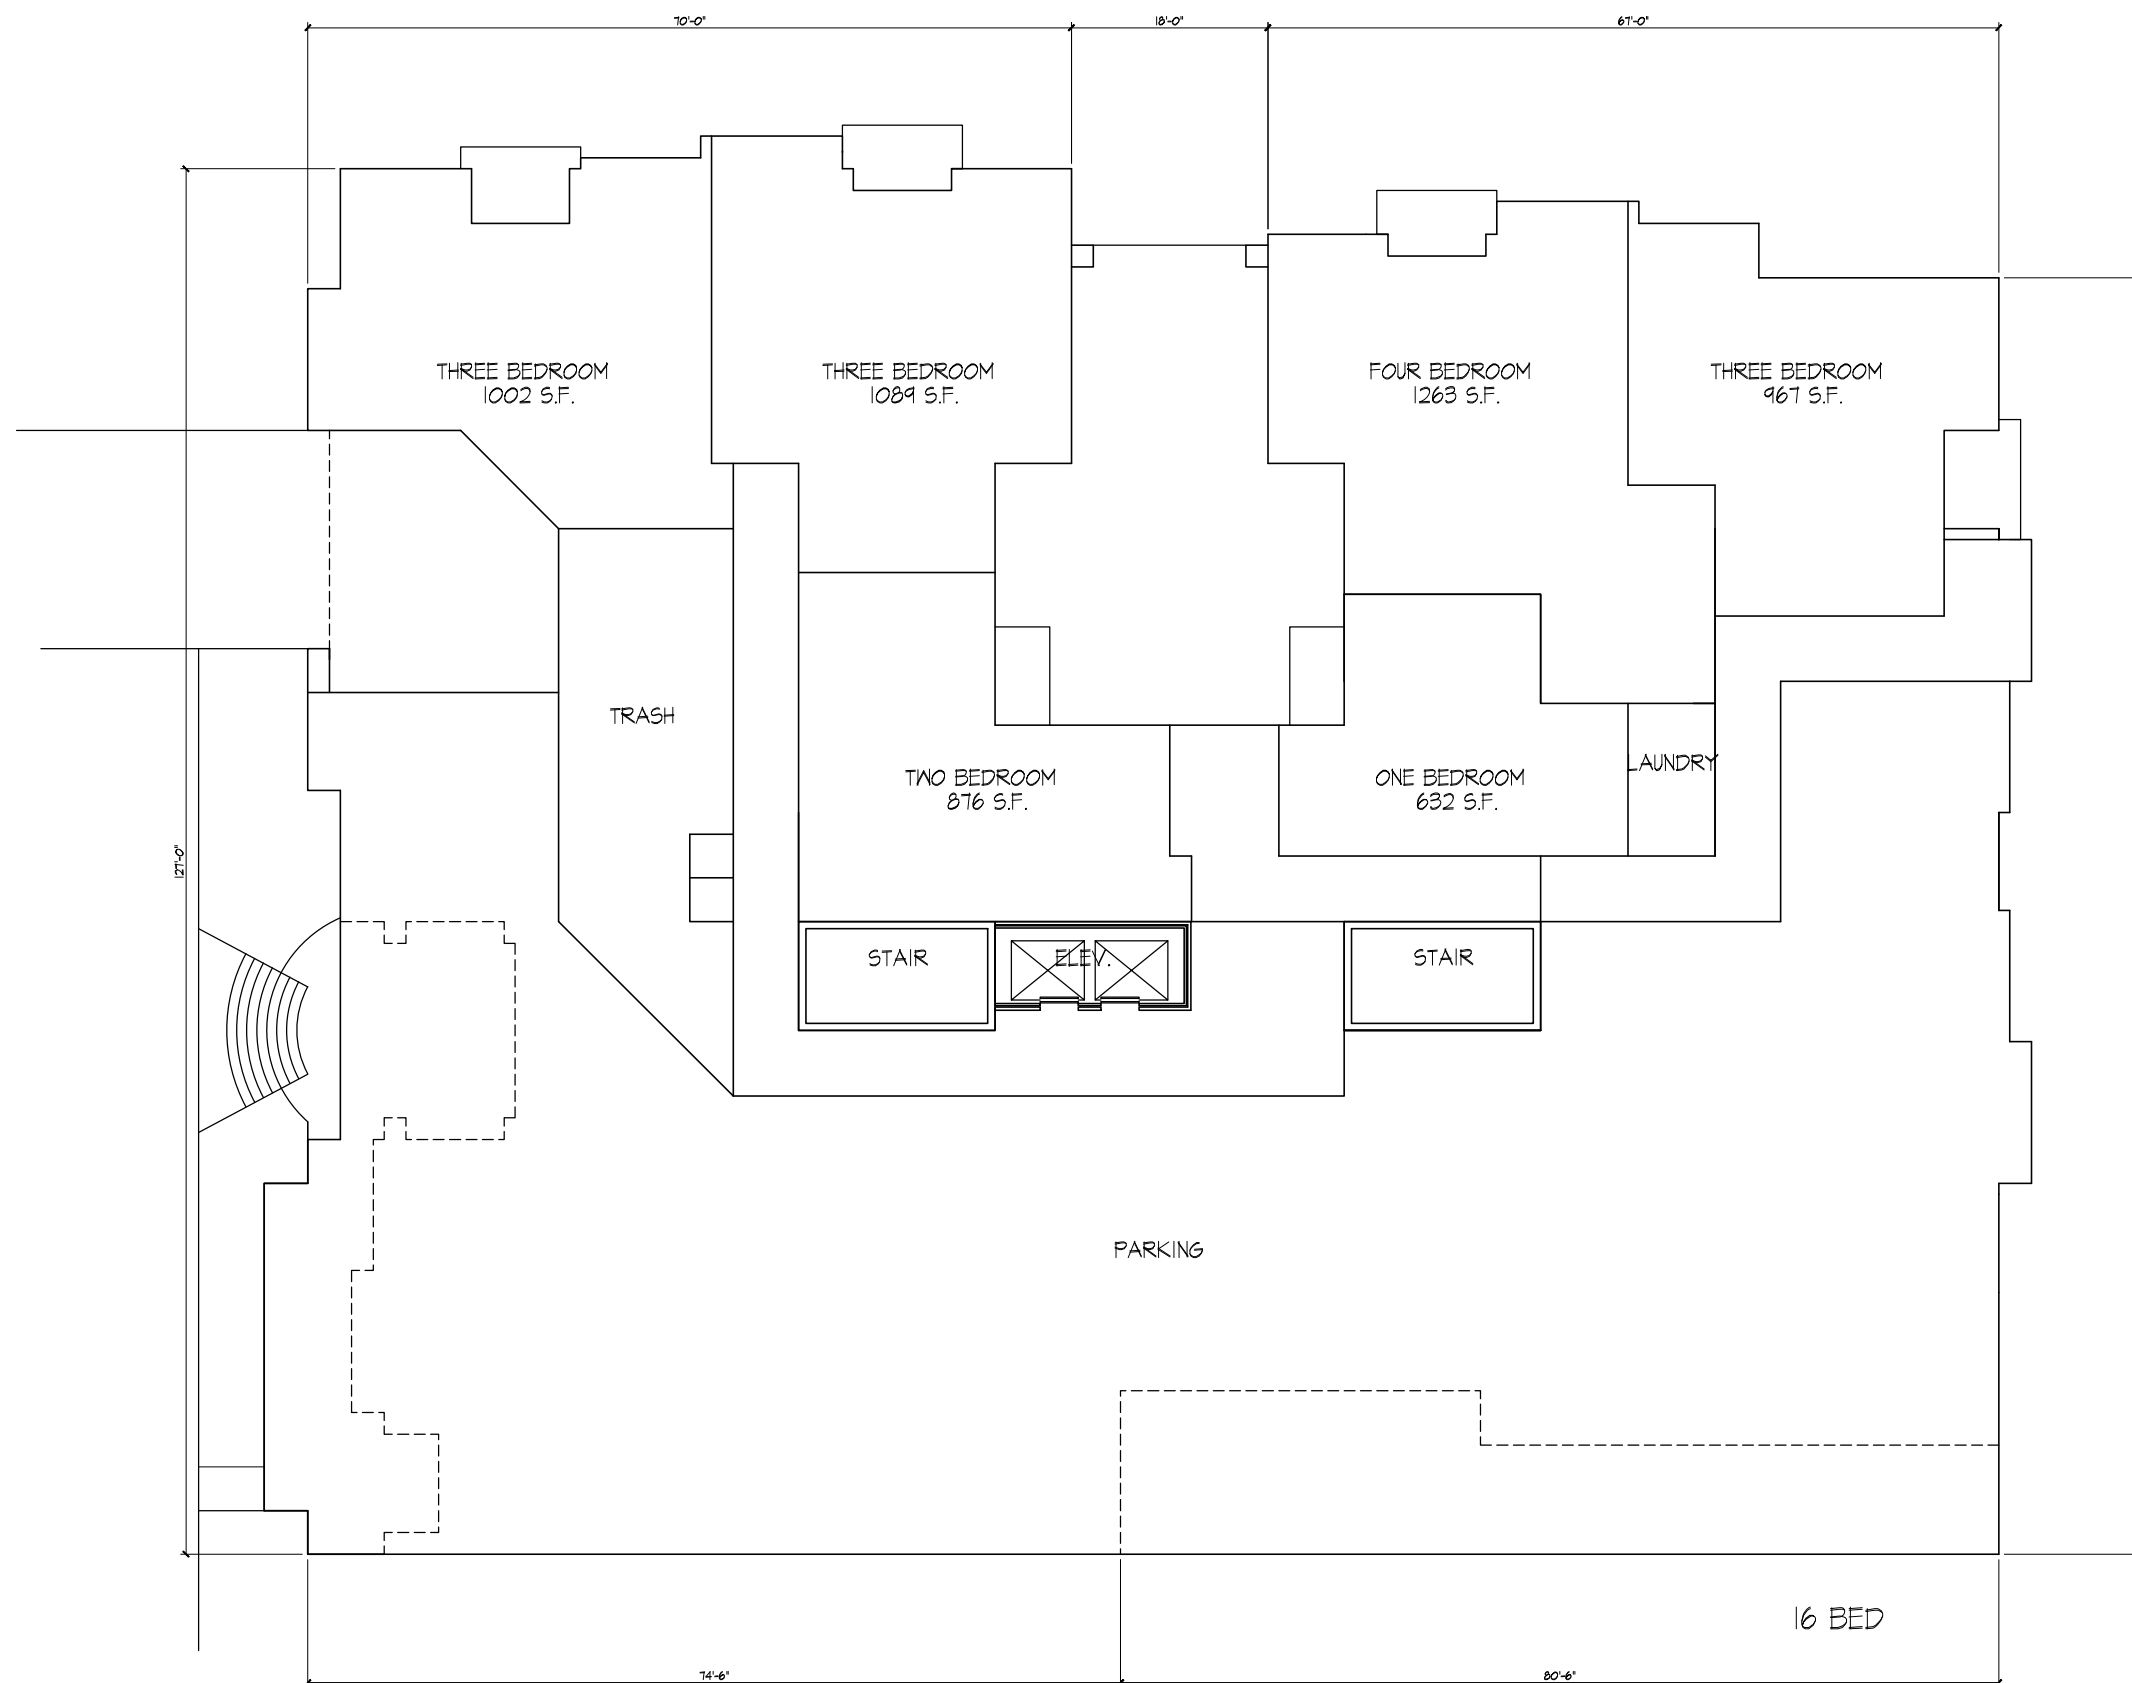 70'-0" 18'-0" 67'-0"
THREE BEDROOM
1002 S.F.
THREE BEDROOM
1089 S.F.
FOUR BEDROOM
1263 S.F.
THREE BEDROOM
967 S.F.
TRASH
TWO BEDROOM
876 S.F.
ONE BEDROOM
632 S.F.
LAUNDRY
127'-0"
STAIR
ELEV.
STAIR
PARKING
16 BED
74'-6" 80'-6"